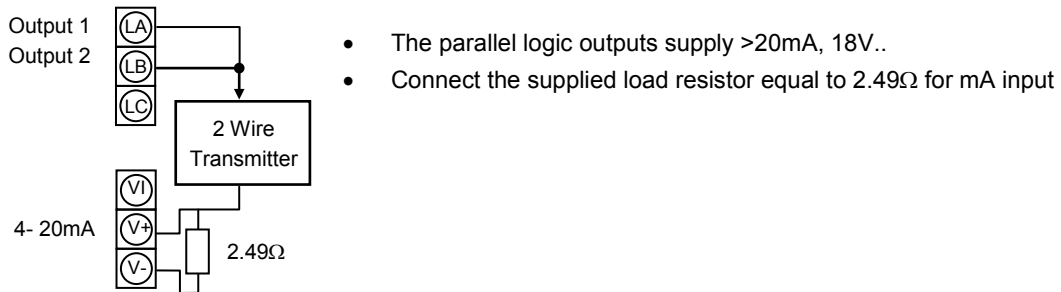 Output 1
Output 2
LA
LB
LC
2 Wire
Transmitter
4- 20mA
VI
V+
V-
2.49Ω
• The parallel logic outputs supply >20mA, 18V..
• Connect the supplied load resistor equal to 2.49Ω for mA input